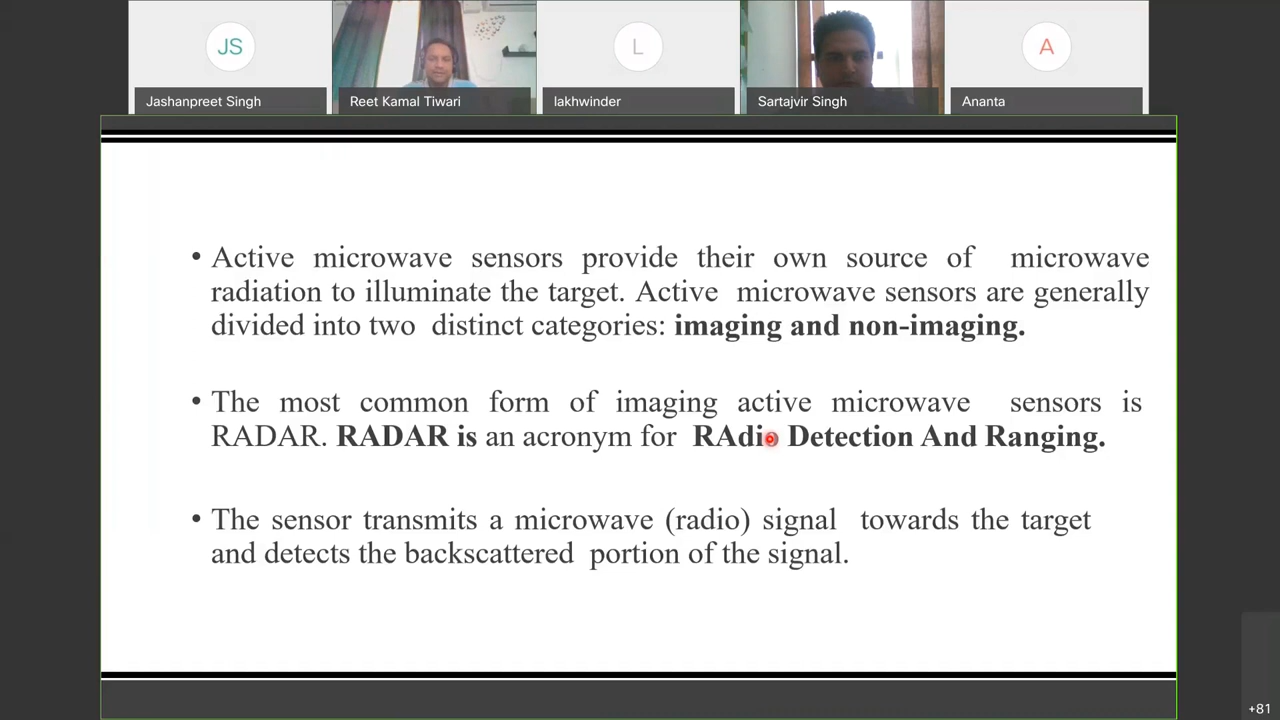 JS
L
A
Jashanpreet Singh
Reet Kamal Tiwari
lakhwinder
Sartajvir Singh
Ananta
• Active microwave sensors provide their own source of microwave
radiation to illuminate the target. Active microwave sensors are generally
divided into two distinct categories: imaging and non-imaging.
• The most common form of imaging active microwave sensors is
RADAR. RADAR is an acronym for RAdio Detection And Ranging.
• The sensor transmits a microwave (radio) signal towards the target
and detects the backscattered portion of the signal.
+81